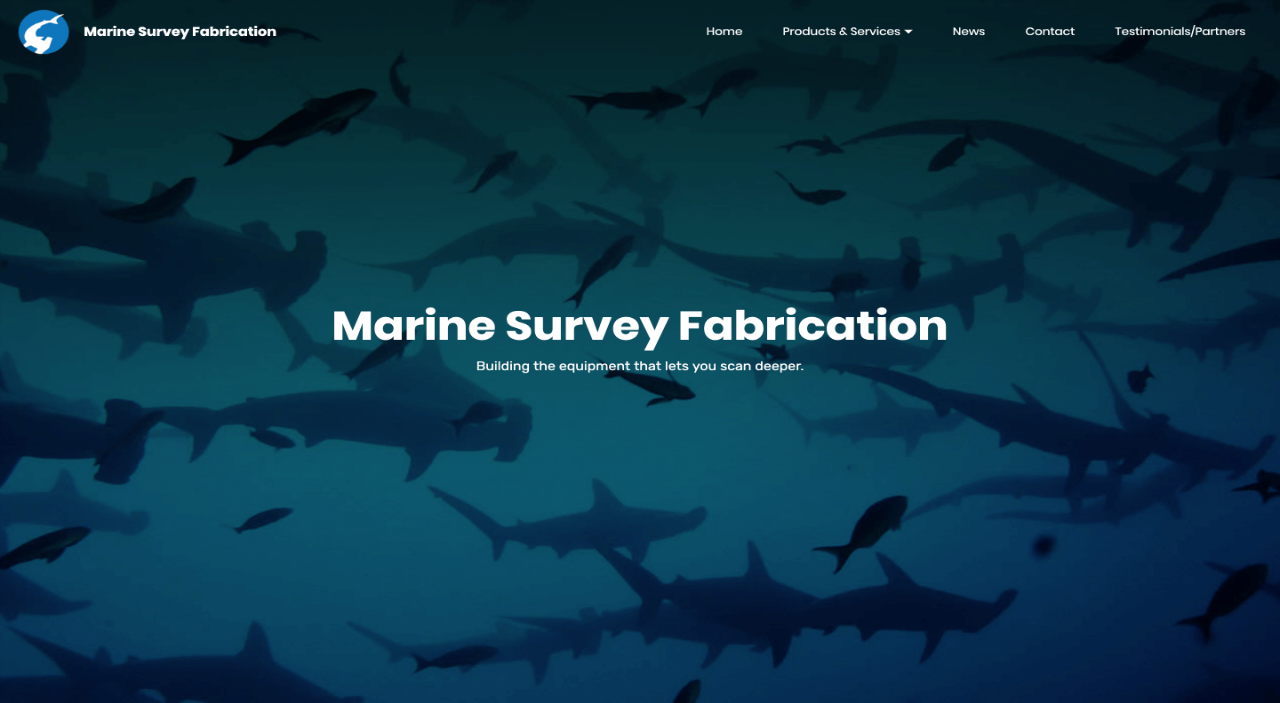 Marine Survey Fabrication
Home
Products & Services
News
Contact
Testimonials/Partners
Marine Survey Fabrication
Building the equipment that lets you scan deeper.